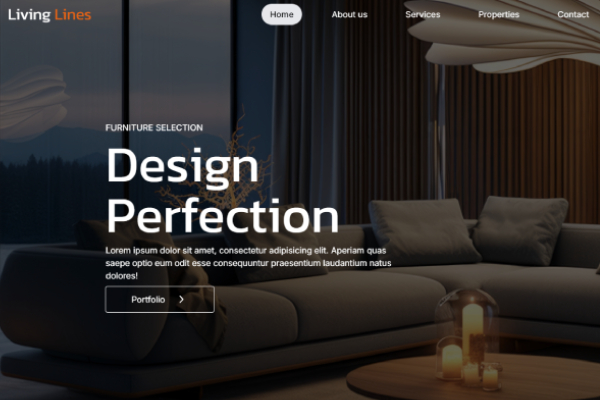 Living Lines
Home
About us
Services
Properties
Contact
FURNITURE SELECTION
Design
Perfection
Lorem ipsum dolor sit amet, consectetur adipisicing elit. Aperiam quas
saepe optio eum odit esse consequuntur praesentium laudantium natus
dolores!
Portfolio